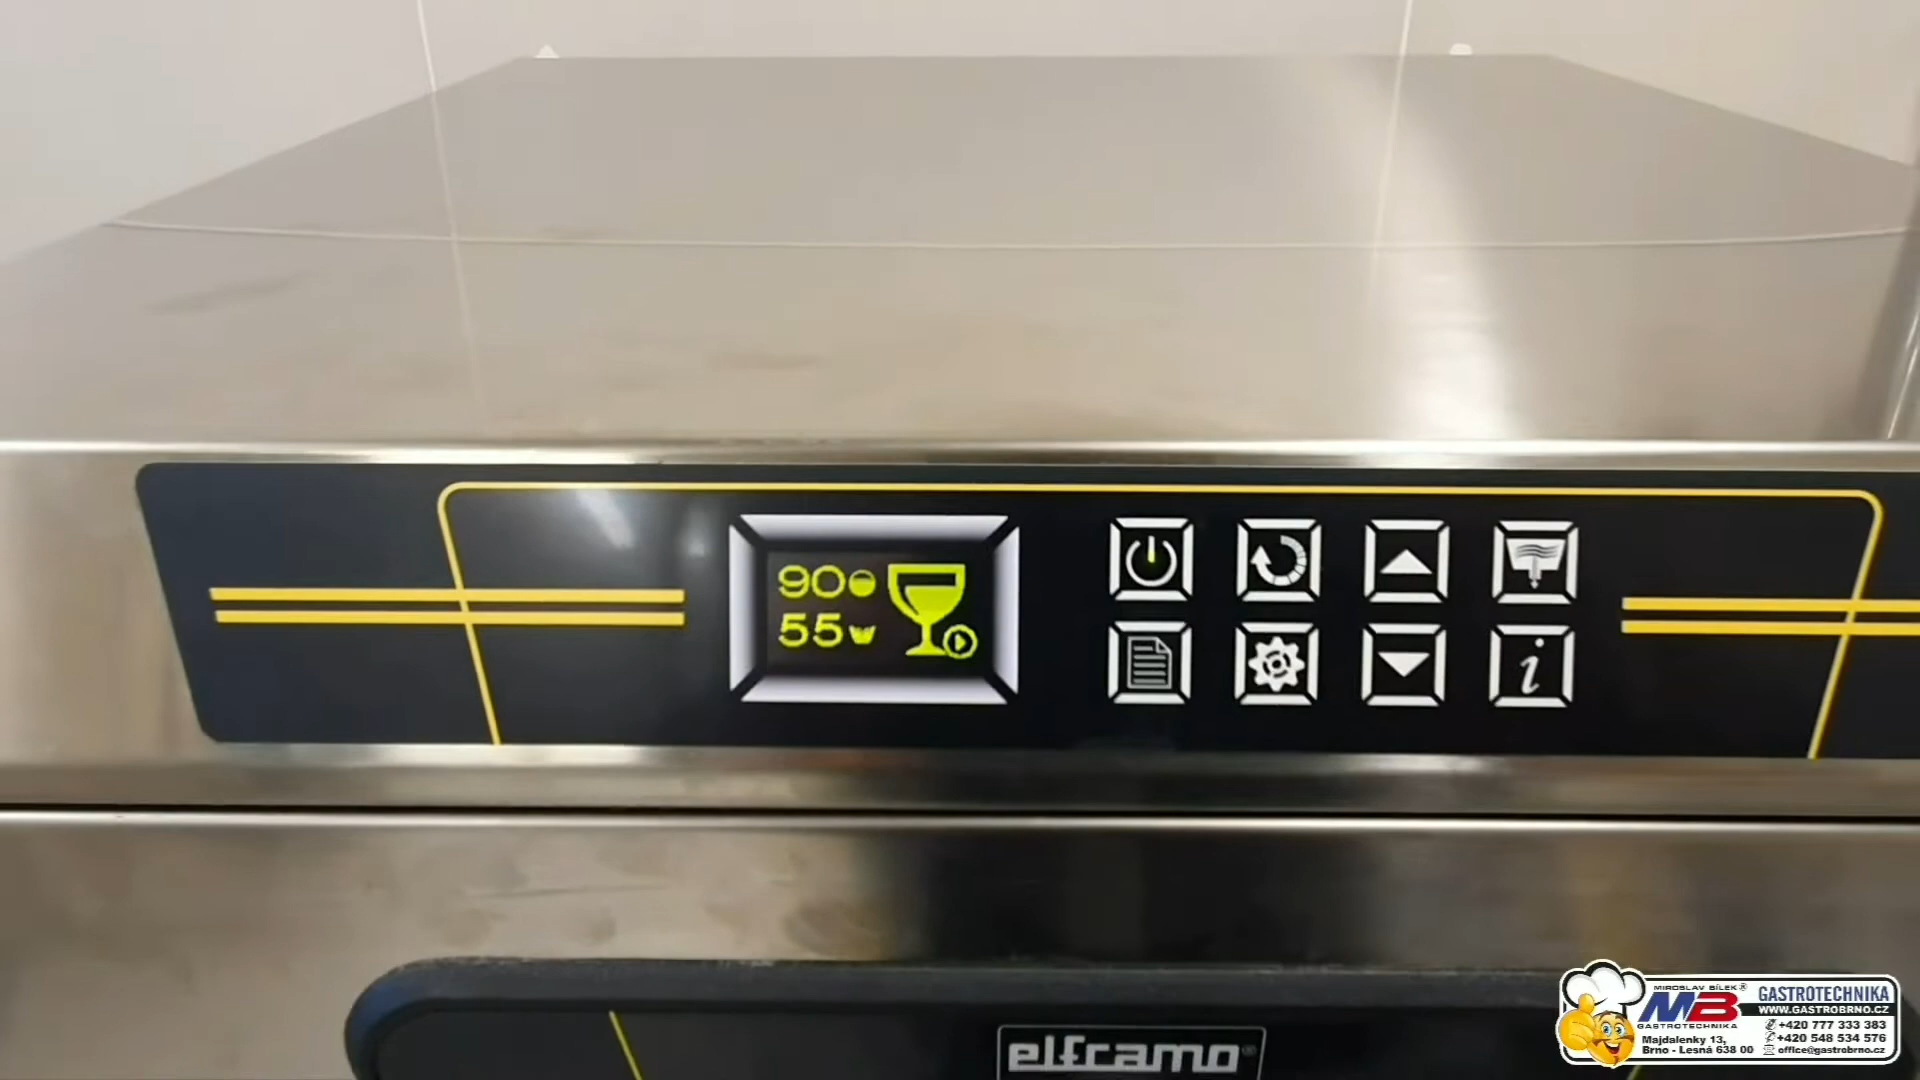 90
55
i
elframo®
MIROSLAV BÍLEK®
MB
GASTROTECHNIKA
GASTROTECHNIKA
WWW.GASTROBRNO.CZ
+420 777 333 383
+420 548 534 576
office@gastrobrno.cz
Majdalenky 13,
Brno - Lesná 638 00